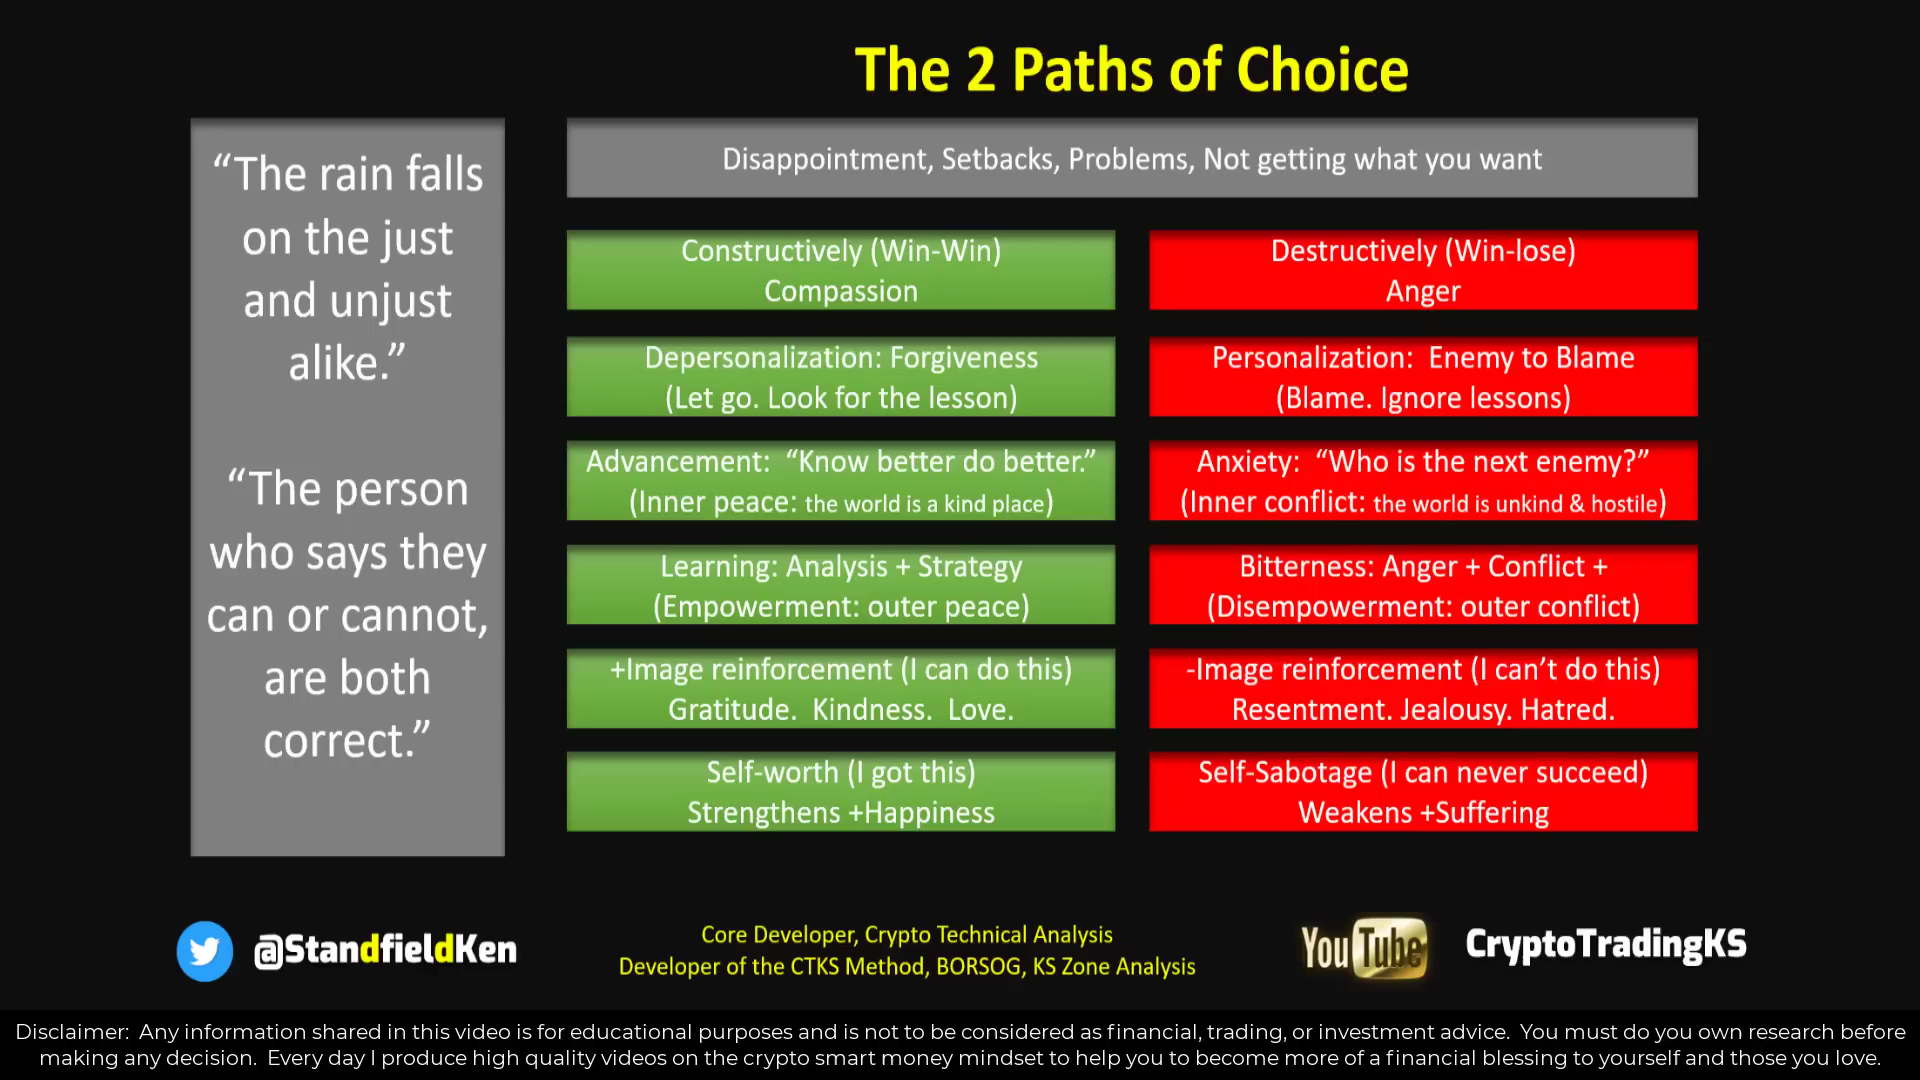 The 2 Paths of Choice
“The rain falls
on the just
and unjust
alike.”
“The person
who says they
can or cannot,
are both
correct.”
Disappointment, Setbacks, Problems, Not getting what you want
Constructively (Win-Win)
Compassion
Destructively (Win-lose)
Anger
Depersonalization: Forgiveness
(Let go. Look for the lesson)
Personalization:  Enemy to Blame
(Blame. Ignore lessons)
Advancement:  “Know better do better.”
(Inner peace: the world is a kind place)
Anxiety:  “Who is the next enemy?”
(Inner conflict: the world is unkind & hostile)
Learning: Analysis + Strategy
(Empowerment: outer peace)
Bitterness: Anger + Conflict +
(Disempowerment: outer conflict)
+Image reinforcement (I can do this)
Gratitude.  Kindness.  Love.
-Image reinforcement (I can’t do this)
Resentment. Jealousy. Hatred.
Self-worth (I got this)
Strengthens +Happiness
Self-Sabotage (I can never succeed)
Weakens +Suffering
@StandfieldKen
Core Developer, Crypto Technical Analysis
Developer of the CTKS Method, BORSOG, KS Zone Analysis
YouTube
CryptoTradingKS
Disclaimer:  Any information shared in this video is for educational purposes and is not to be considered as financial, trading, or investment advice.  You must do you own research before
making any decision.  Every day I produce high quality videos on the crypto smart money mindset to help you to become more of a financial blessing to yourself and those you love.